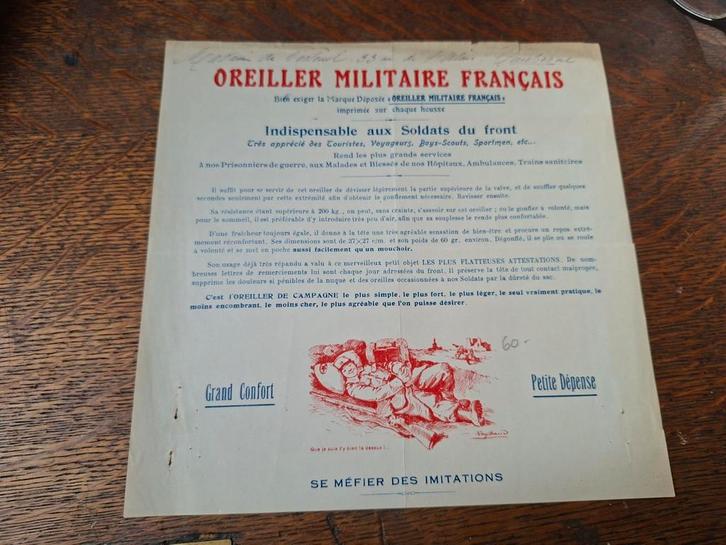 OREILLER MILITAIRE FRANÇAIS
Bien exiger la Marque Déposée « OREILLER MILITAIRE FRANÇAIS »
imprimée sur chaque housse
Indispensable aux Soldats du front
Très apprécié des Touristes, Voyageurs, Boys-Scouts, Sportmen, etc...
Rend les plus grands services
à nos Prisonniers de guerre, aux Malades et Blessés de nos Hôpitaux, Ambulances, Trains sanitaires
Il suffit pour se servir de cet oreiller de dévisser légèrement la partie supérieure de la valve, et de souffler quelques
secondes seulement par cette extrémité afin d'obtenir le gonflement nécessaire. Revisser ensuite.
Sa résistance étant supérieure à 200 kg., on peut, sans crainte, s'asseoir sur cet oreiller ; on le gonfler à volonté, mais
pour le sommeil, il est préférable d'y introduire très peu d'air, afin que sa souplesse le rende plus confortable.
D'une fraîcheur toujours égale, il donne à la tête une très agréable sensation de bien-être et procure un repos extrê-
mement réconfortant. Ses dimensions sont de 27×27 c/m. et son poids de 60 gr. environ. Dégonflé, il se plie ou se roule
à volonté et se met en poche aussi facilement qu'un mouchoir.
Son usage déjà très répandu a valu à ce merveilleux petit objet LES PLUS FLATTEUSES ATTESTATIONS. De nom-
breuses lettres de remerciements lui sont chaque jour adressées du front. Il préserve la tête de tout contact malpropre,
supprime les douleurs si pénibles de la nuque et des oreilles occasionnées à nos Soldats par la dûreté du sac.
C'est l'OREILLER DE CAMPAGNE le plus simple, le plus fort, le plus léger, le seul vraiment pratique, le
moins encombrant, le moins cher, le plus agréable que l'on puisse désirer.
60-
Grand Confort
Petite Dépense
Que je suis t'y bien là dessus !..
SE MÉFIER DES IMITATIONS